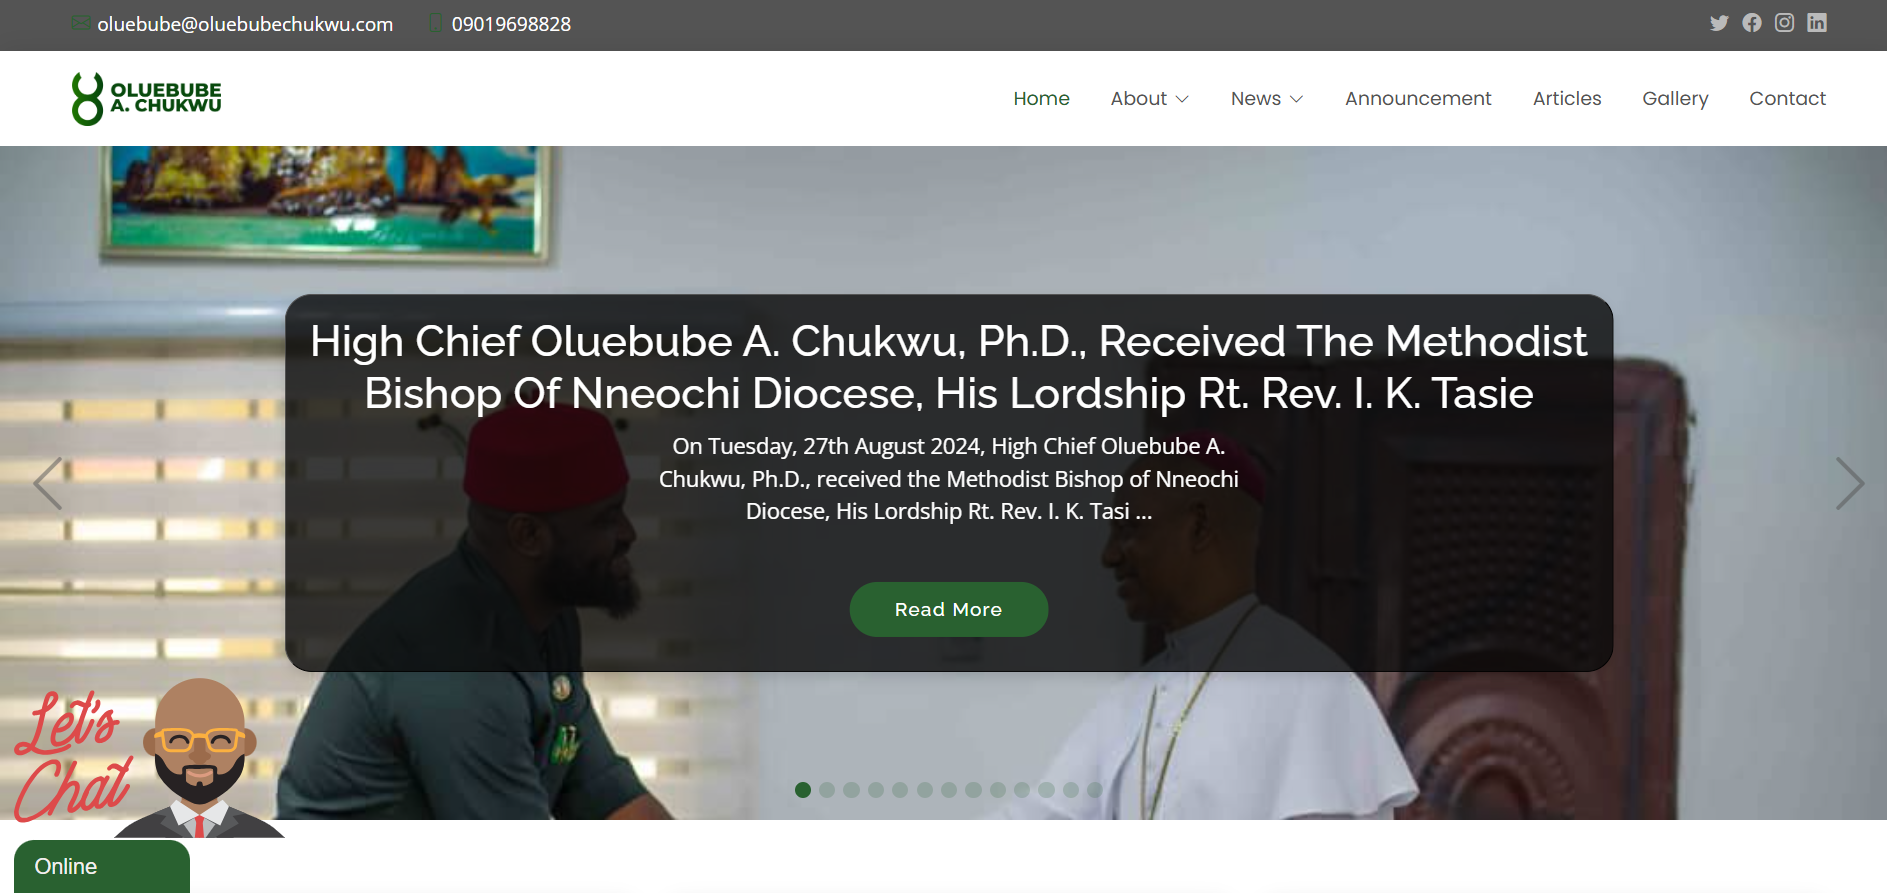 oluebube@oluebubechukwu.com 09019698828
OLUEBUBE
A. CHUKWU
Home About News Announcement Articles Gallery Contact
High Chief Oluebube A. Chukwu, Ph.D., Received The Methodist
Bishop Of Nneochi Diocese, His Lordship Rt. Rev. I. K. Tasie
On Tuesday, 27th August 2024, High Chief Oluebube A.
Chukwu, Ph.D., received the Methodist Bishop of Nneochi
Diocese, His Lordship Rt. Rev. I. K. Tasi ...
Read More
Let's
Chat
Online